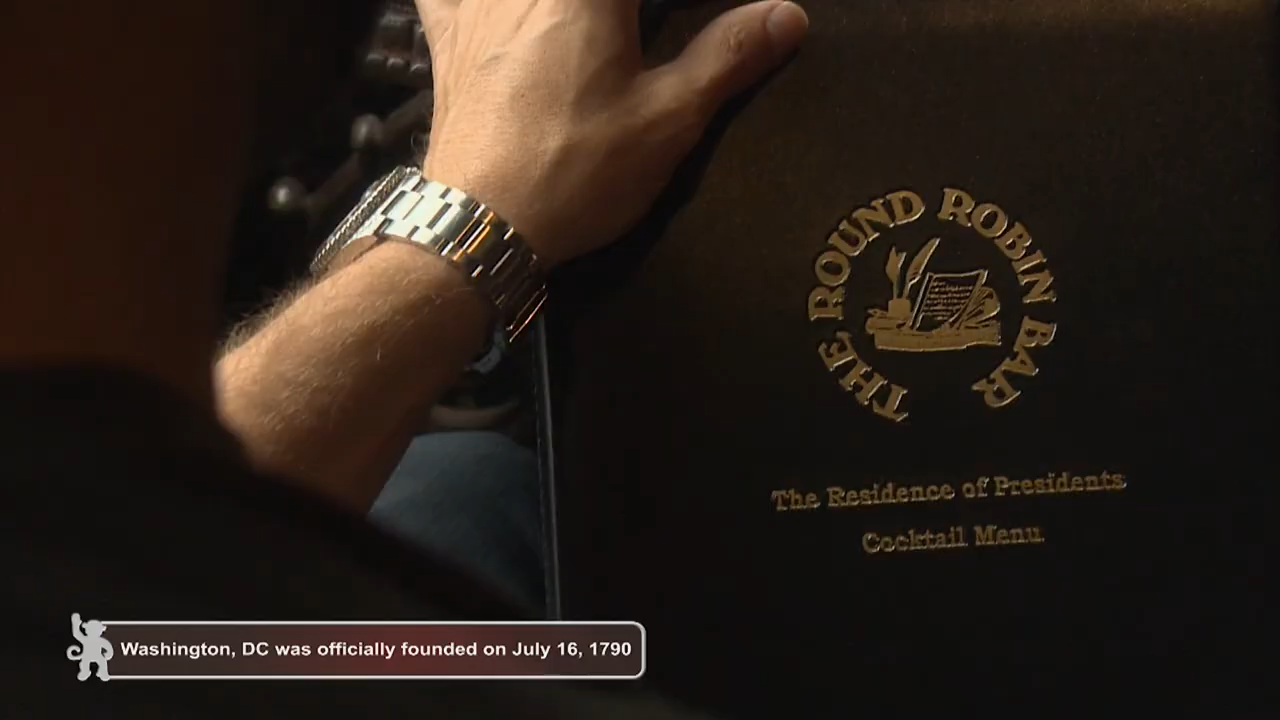 THE ROUND ROBIN BAR
The Residence of Presidents
Cocktail Menu
Washington, DC was officially founded on July 16, 1790